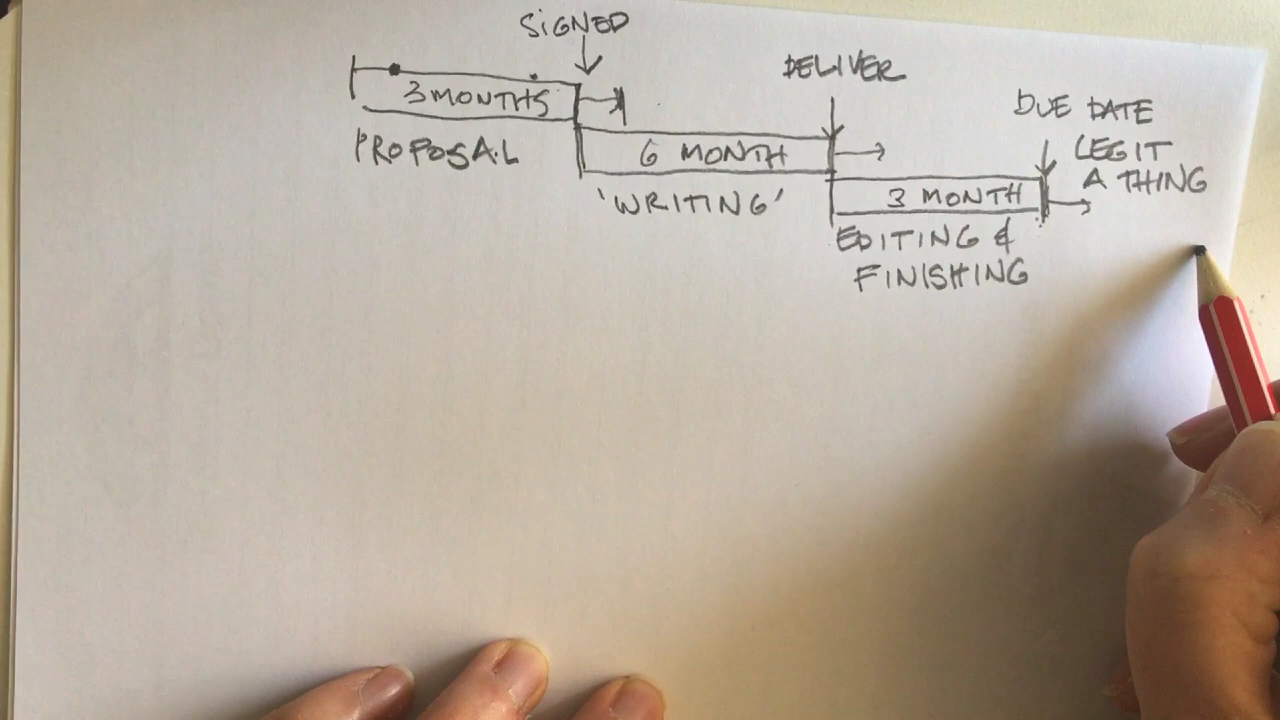 SIGNED
DELIVER
3 MONTHS
DUE DATE
LEGIT
A THING
PROPOSAL
6 MONTH
'WRITING'
3 MONTH
EDITING &
FINISHING